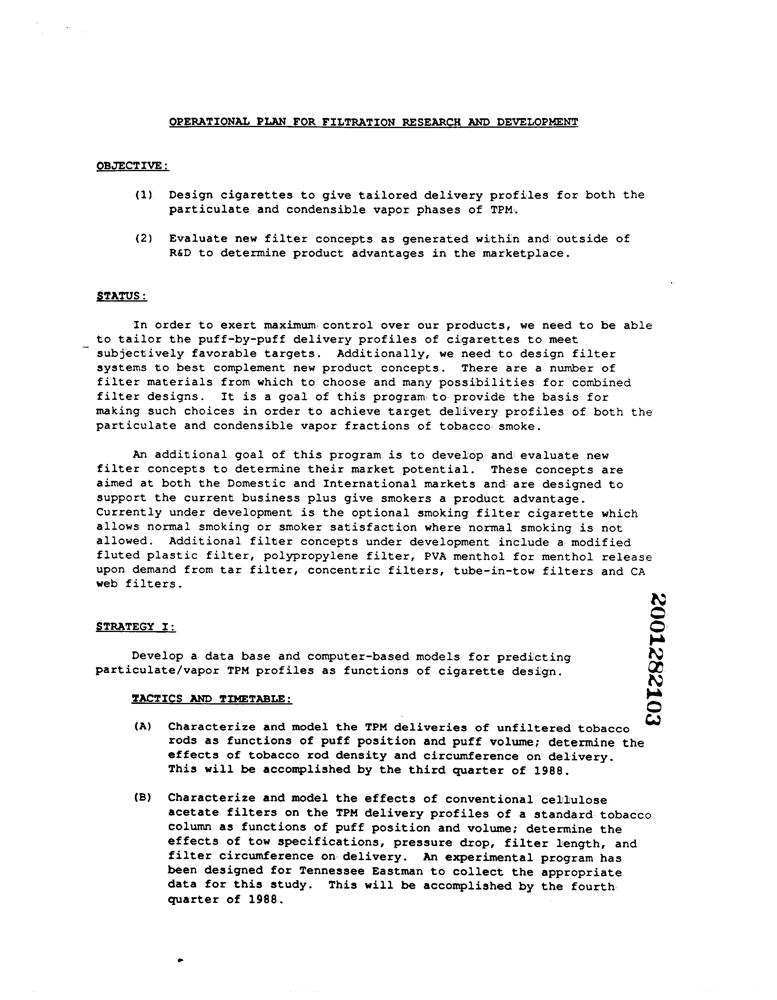 OPERATIONAL PLAN FOR FILTRATION RESEARCH AND DEVELOPMENT
OBJECTIVE:
(1) Design cigarettes to give tailored delivery profiles for both the
particulate and condensible vapor phases of TPM.
(2) Evaluate new filter concepts as generated within and outside of
R&D to determine product advantages in the marketplace.
STATUS:
In order to exert maximum control over our products, we need to be able
to tailor the puff-by-puff delivery profiles of cigarettes to meet
subjectively favorable targets. Additionally, we need to design filter
systems to best complement new product concepts. There are a number of
filter materials from which to choose and many possibilities for combined
filter designs. It is a goal of this program to provide the basis for
making such choices in order to achieve target delivery profiles of both the
particulate and condensible vapor fractions of tobacco smoke.
An additional goal of this program is to develop and evaluate new
filter concepts to determine their market potential. These concepts are
aimed at both the Domestic and International markets and are designed to
support the current business plus give smokers a product advantage.
Currently under development is the optional smoking filter cigarette which
allows normal smoking or smoker satisfaction where normal smoking is not
allowed. Additional filter concepts under development include a modified
fluted plastic filter, polypropylene filter, PVA menthol for menthol release
upon demand from tar filter, concentric filters, tube-in-tow filters and CA
web filters.
STRATEGY I:
Develop a data base and computer-based models for predicting
particulate/vapor TPM profiles as functions of cigarette design.
TACTICS AND TIMETABLE:
(A) Characterize and model the TPM deliveries of unfiltered tobacco
rods as functions of puff position and puff volume; determine the
effects of tobacco rod density and circumference on delivery.
This will be accomplished by the third quarter of 1988.
(B) Characterize and model the effects of conventional cellulose
acetate filters on the TPM delivery profiles of a standard tobacco
column as functions of puff position and volume; determine the
effects of tow specifications, pressure drop, filter length, and
filter circumference on delivery. An experimental program has
been designed for Tennessee Eastman to collect the appropriate
data for this study. This will be accomplished by the fourth
quarter of 1988.
2001282103